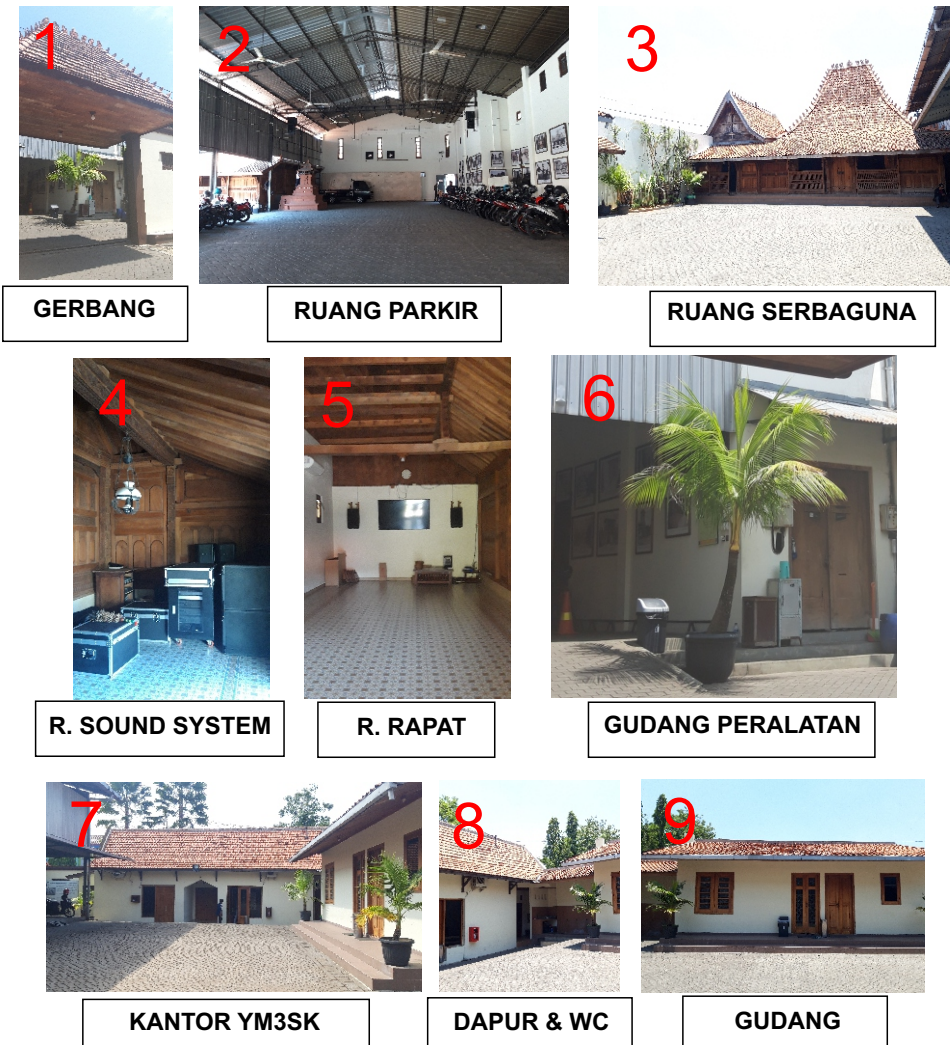 1
2
3
GERBANG
RUANG PARKIR
RUANG SERBAGUNA
4
5
6
R. SOUND SYSTEM
R. RAPAT
GUDANG PERALATAN
7
8
9
KANTOR YM3SK
DAPUR & WC
GUDANG